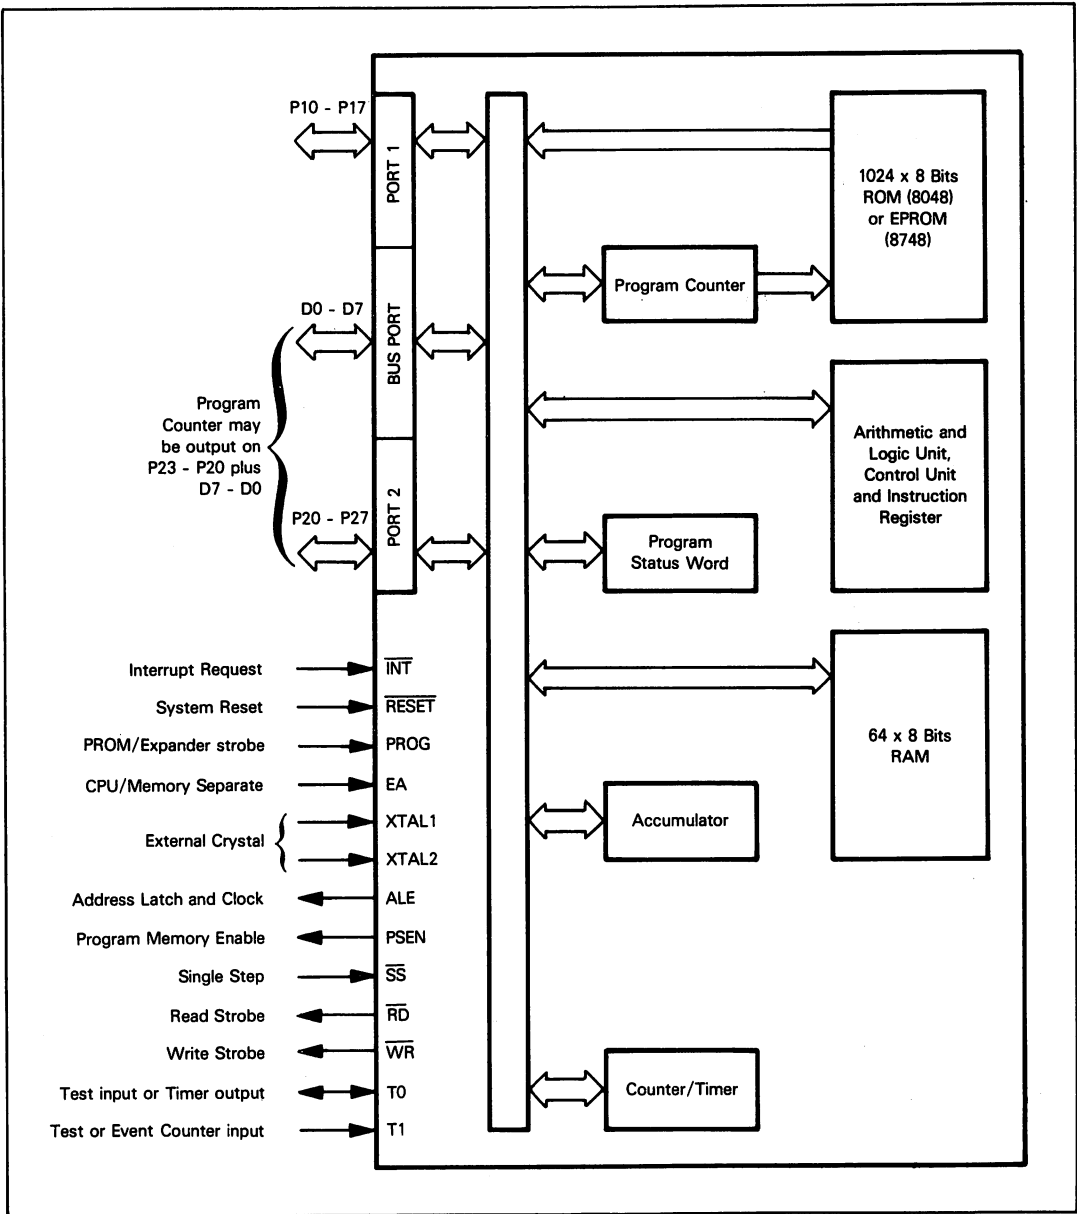 P10 - P17
PORT 1
1024 x 8 Bits
ROM (8048)
or EPROM
(8748)
Program Counter
D0 - D7
BUS PORT
Program
Counter may
be output on
P23 - P20 plus
D7 - D0
Arithmetic and
Logic Unit,
Control Unit
and Instruction
Register
P20 - P27
PORT 2
Program
Status Word
Interrupt Request INT
System Reset RESET
PROM/Expander strobe PROG
CPU/Memory Separate EA
External Crystal XTAL1
XTAL2
64 x 8 Bits
RAM
Accumulator
Address Latch and Clock ALE
Program Memory Enable PSEN
Single Step SS
Read Strobe RD
Write Strobe WR
Test input or Timer output T0
Test or Event Counter input T1
Counter/Timer